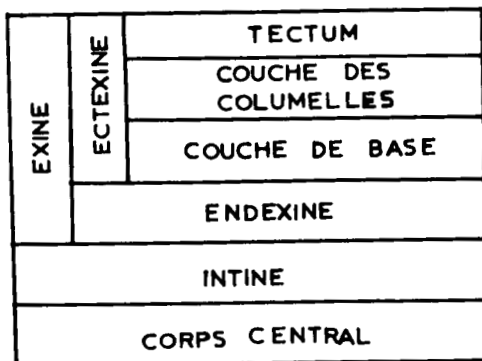 EXINE
ECTEXINE
TECTUM
COUCHE DES
COLUMELLES
COUCHE DE BASE
ENDEXINE
INTINE
CORPS CENTRAL